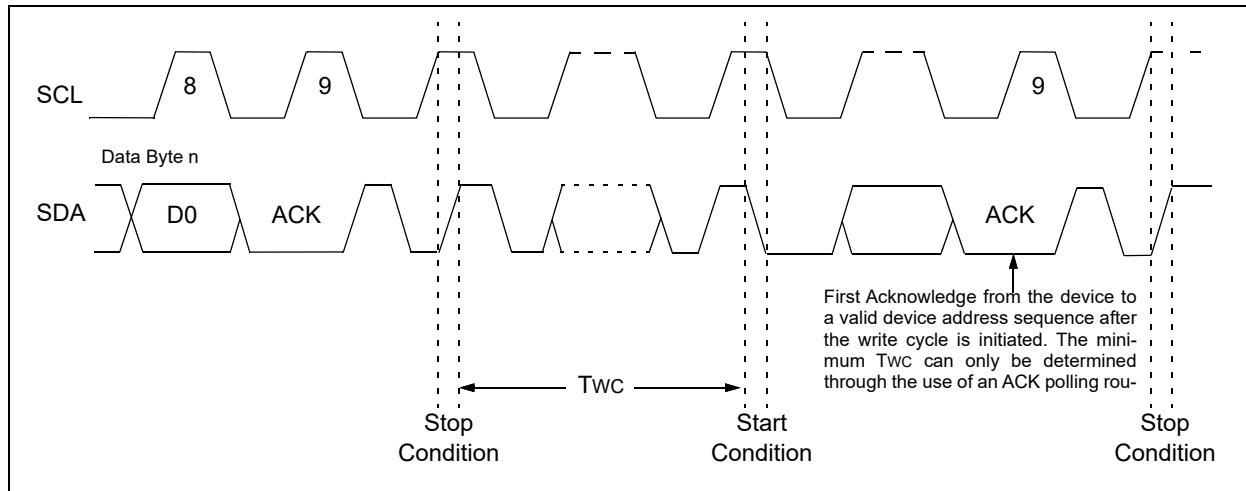 SCL
8
9
9
Data Byte n
SDA
D0
ACK
ACK
First Acknowledge from the device to
a valid device address sequence after
the write cycle is initiated. The mini-
mum TWC can only be determined
through the use of an ACK polling rou-
TWC
Stop
Condition
Start
Condition
Stop
Condition